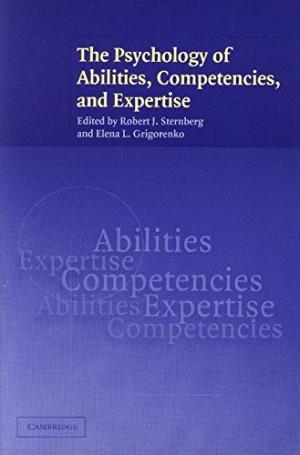 The Psychology of
Abilities, Competencies,
and Expertise
Edited by Robert J. Sternberg
and Elena L. Grigorenko
Abilities
Expertise
Competencies
Abilities Expertise
Competencies
CAMBRIDGE